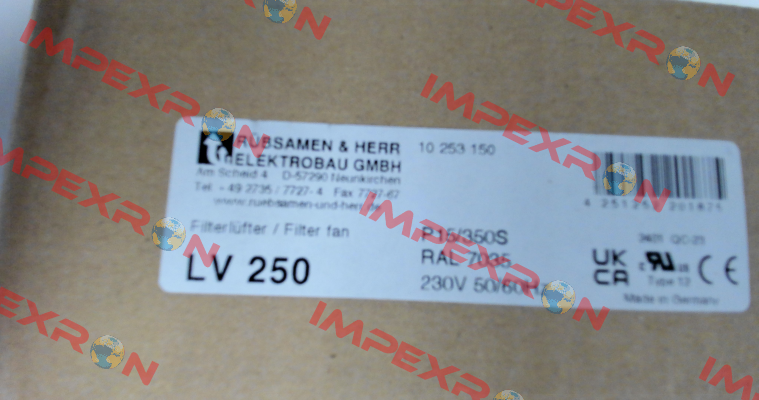 RÜBSAMEN & HERR
ELEKTROBAU GMBH
Am Scheid 4 D-57290 Neunkirchen
Tel. +49 2735 / 7727- 4 Fax 7727-67
www.ruebsamen-und-herr.de
10 253 150
Filterlüfter / Filter fan
LV 250
P15/350S
RAL 7035
230V 50/60Hz
UK
CA
Type 12
CE
Made in Germany
IMPEXRON
IMPEXRON
IMPEXRON
IMPEXRON
IMPEXRON